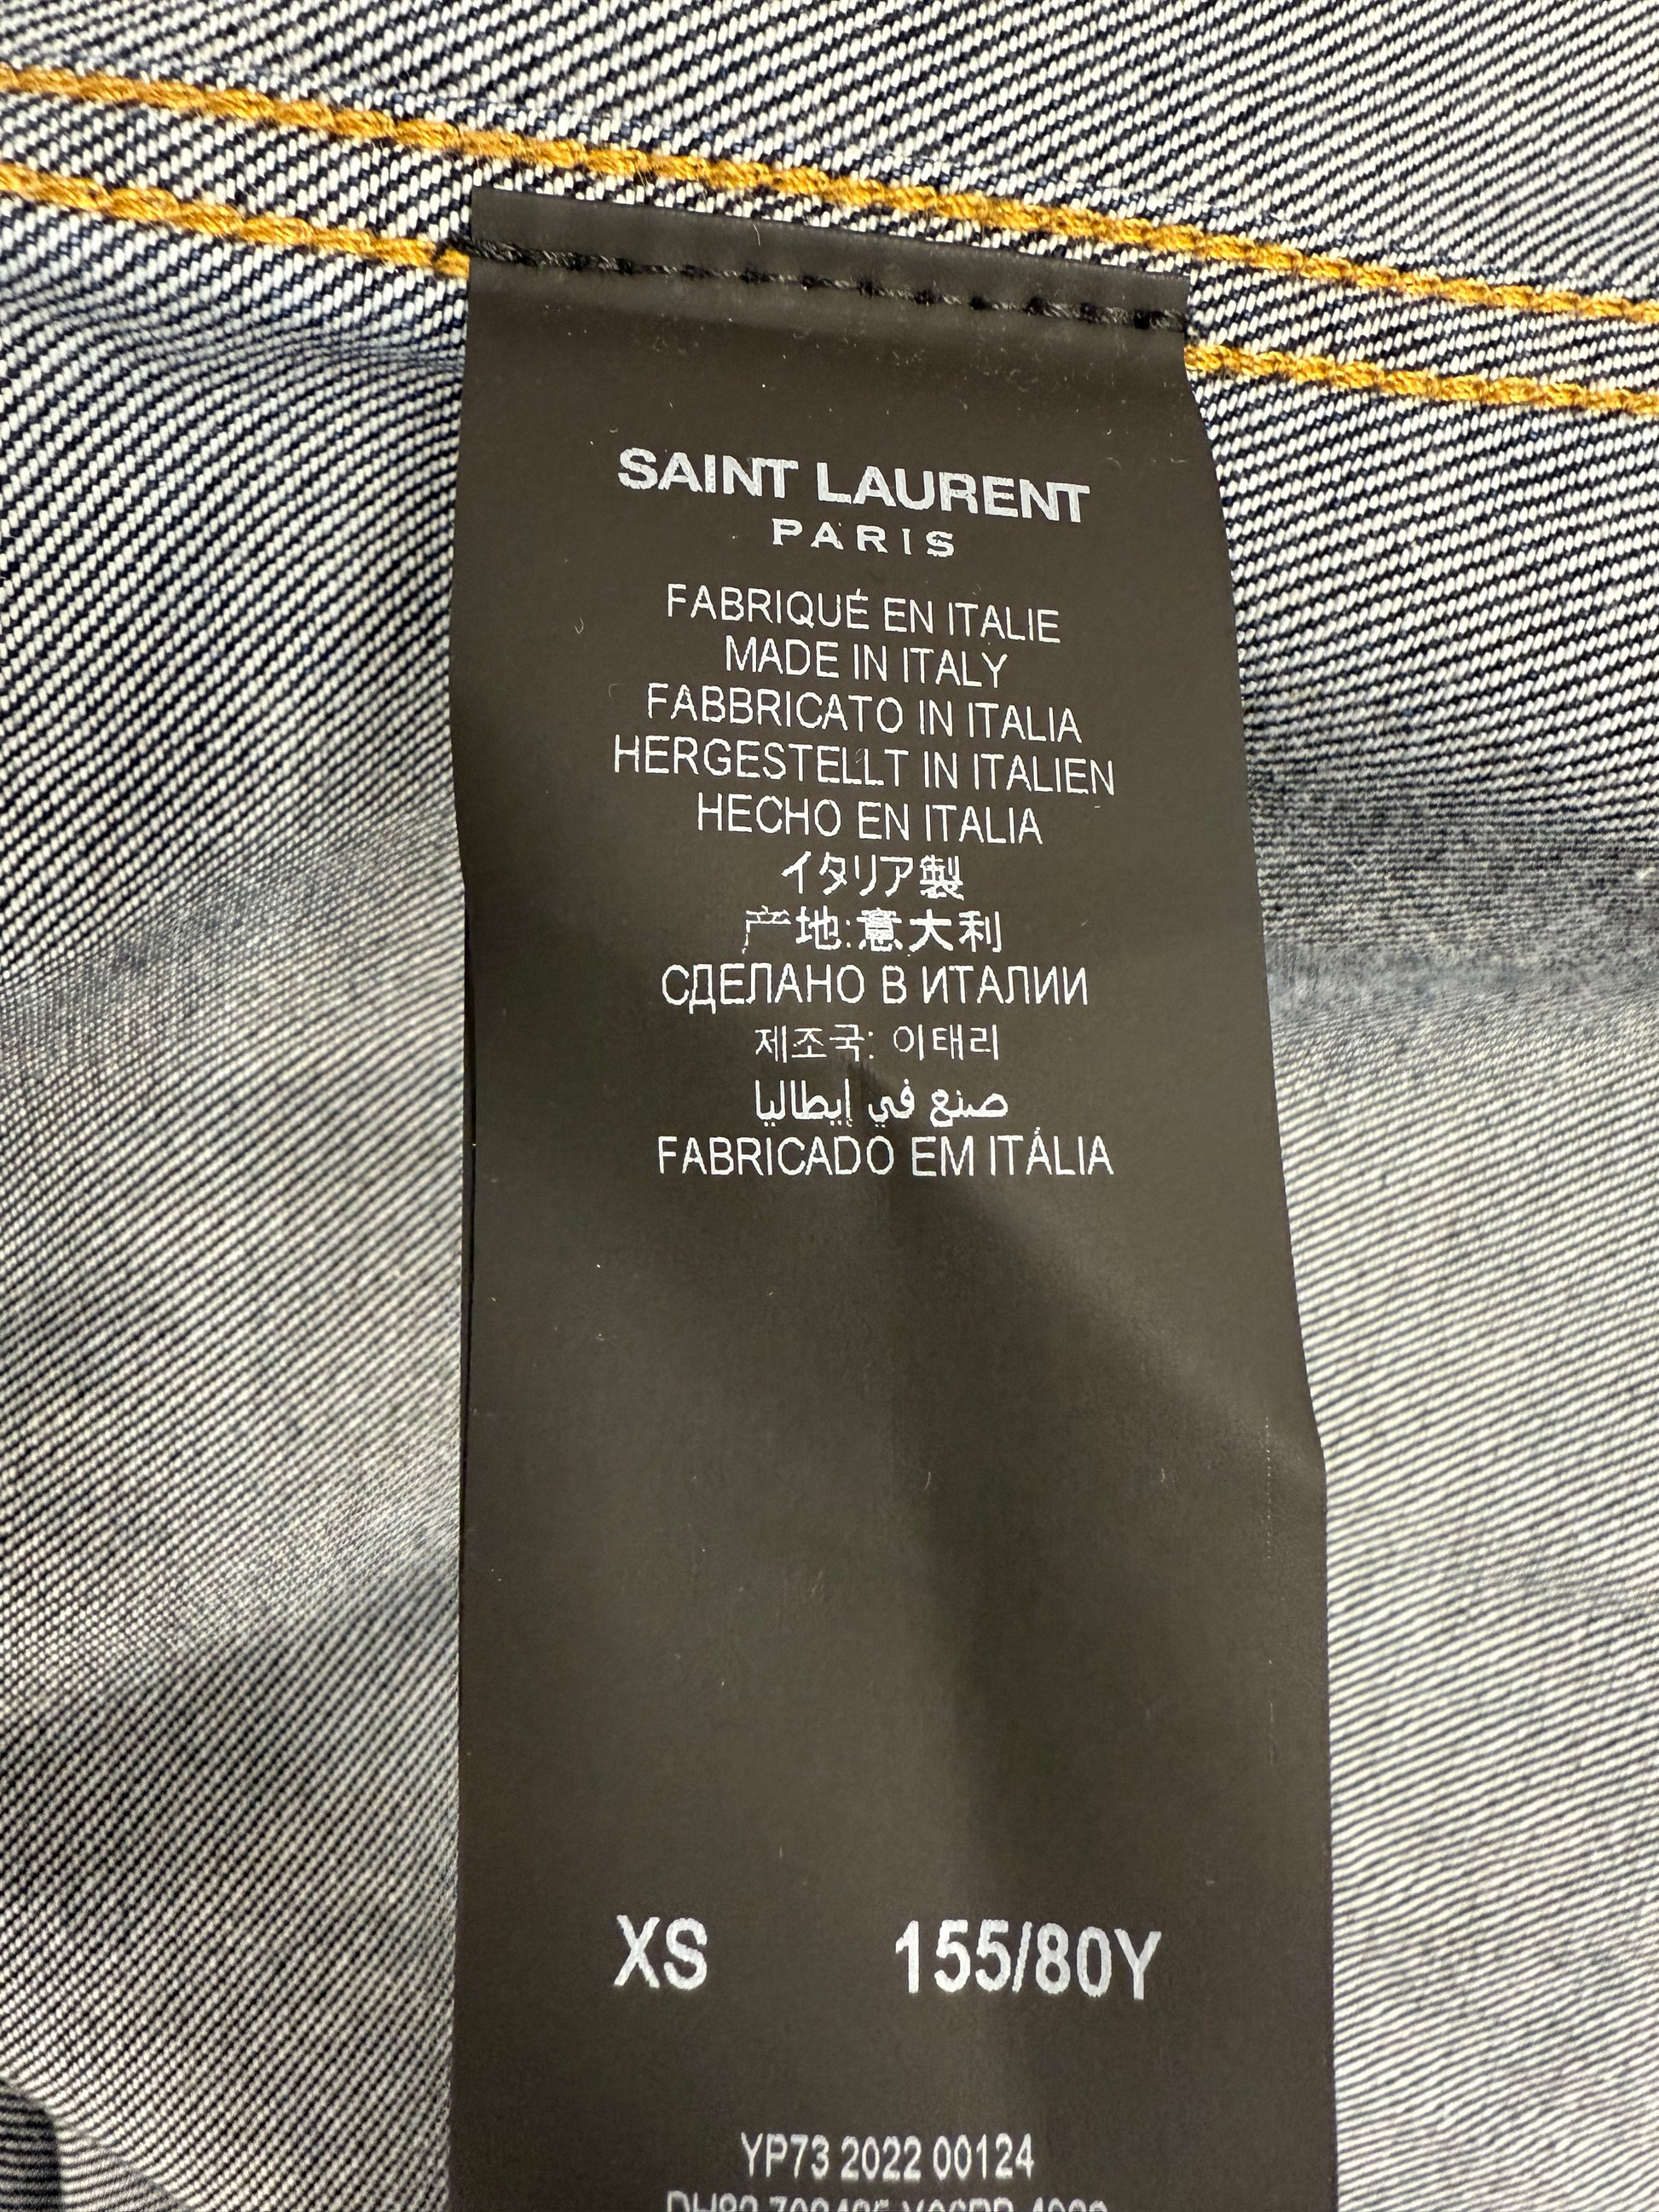 SAINT LAURENT
PARIS
FABRIQUÉ EN ITALIE
MADE IN ITALY
FABBRICATO IN ITALIA
HERGESTELLT IN ITALIEN
HECHO EN ITALIA
イタリア製
产地:意大利
СДЕЛАНО В ИТАЛИИ
제조국: 이태리
صنع في إيطاليا
FABRICADO EM ITÁLIA
XS 155/80Y
YP73 2022 00124